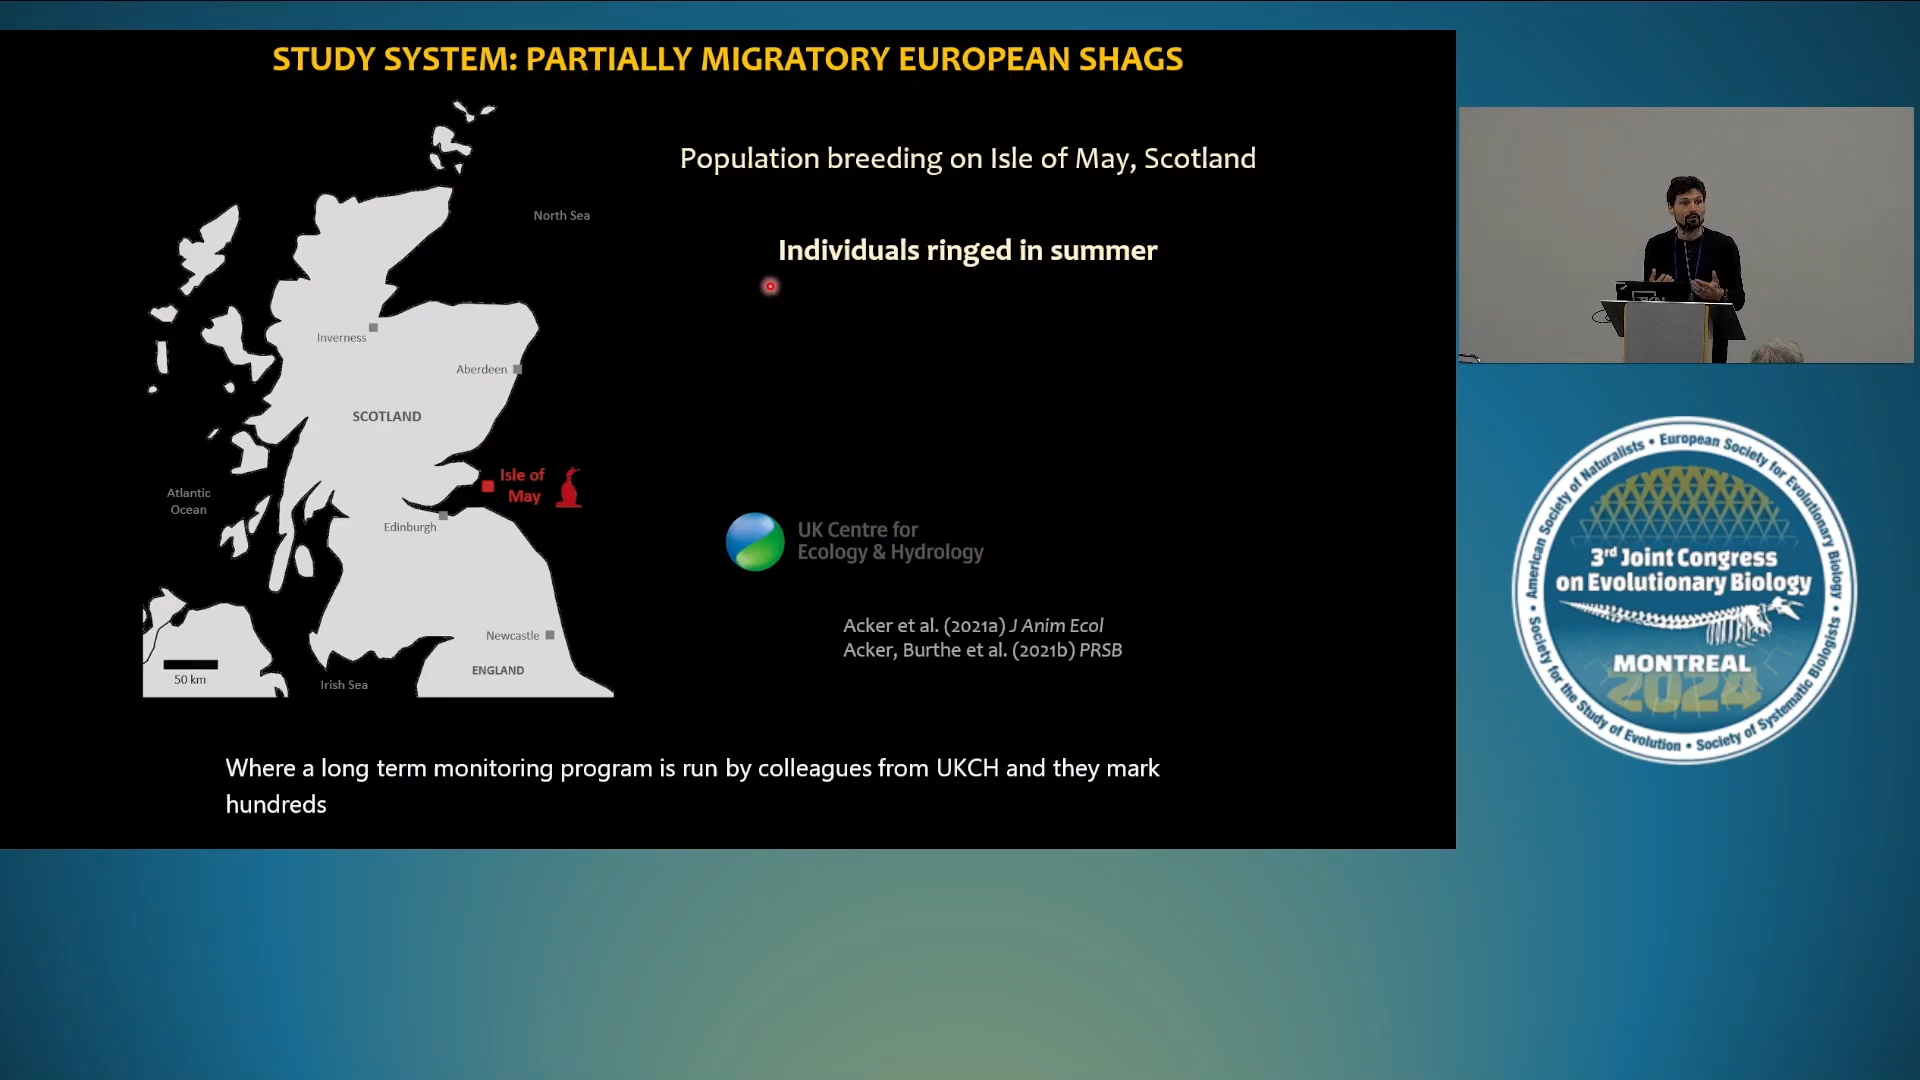 STUDY SYSTEM: PARTIALLY MIGRATORY EUROPEAN SHAGS
Population breeding on Isle of May, Scotland
North Sea
Individuals ringed in summer
Inverness
Aberdeen
SCOTLAND
Isle of
May
Atlantic
Ocean
Edinburgh
UK Centre for
Ecology & Hydrology
Acker et al. (2021a) J Anim Ecol
Acker, Burthe et al. (2021b) PRSB
Newcastle
ENGLAND
50 km
Irish Sea
Where a long term monitoring program is run by colleagues from UKCH and they mark
hundreds
American Society of Naturalists • European Society for Evolutionary Biology •
3rd Joint Congress
on Evolutionary Biology
MONTREAL
2024
• Society for the Study of Evolution • Society of Systematic Biologists •